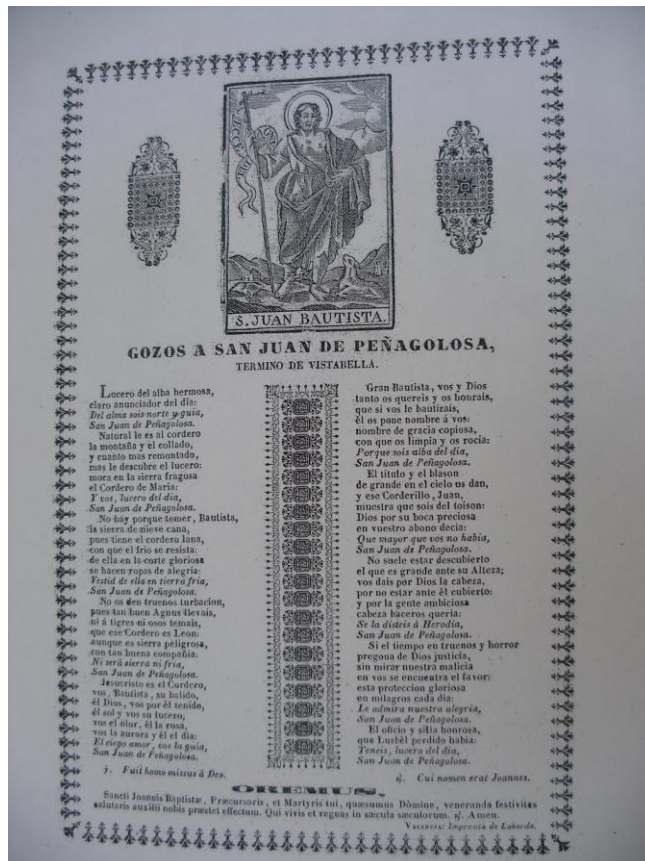 S. JUAN BAUTISTA.
GOZOS A SAN JUAN DE PEÑAGOLOSA,
TERMINO DE VISTABELLA.
Lucero del alba hermosa,
claro anunciador del dia:
Del alma sois norte y guia,
San Juan de Peñagolosa.
Natural le es al cordero
la montaña y el collado,
y cuanto mas remontado,
mas le descubre el lucero:
mora en la sierra fragosa
el Cordero de Maria:
Y vos, lucero del dia,
San Juan de Peñagolosa.
No hay porque temer, Bautista,
la sierra de nieve cana,
pues tiene el cordero lana,
con que el frio se resista:
de ella en la corte gloriosa
se hacen ropas de alegria:
Vestid de ella en tierra fria,
San Juan de Peñagolosa.
No os den truenos turbacion,
pues tan buen Agnus llevais,
ni á tigres ni osos temais,
que ese Cordero es Leon:
aunque es sierra peligrosa,
con tan buena compañia:
Ni será sierra ni fria,
San Juan de Peñagolosa.
Jesucristo es el Cordero,
vos, Bautista, su balido,
él Dios, vos por él tenido,
él sol y vos su lucero;
vos el olor, él la rosa,
vos la aurora y él el dia:
El ciego amor, vos la guia,
San Juan de Peñagolosa.
Gran Bautista, vos y Dios
tanto os quereis y os honrais,
que si vos le bautizais,
él os pone nombre á vos:
nombre de gracia copiosa,
con que os limpia y os rocia:
Porque sois alba del dia,
San Juan de Peñagolosa.
El título y el blason
de grande en el cielo os dan,
y ese Corderillo, Juan,
muestra que sois del toison:
Dios por su boca preciosa
en vuestro abono decia:
Que mayor que vos no habia,
San Juan de Peñagolosa.
No suele estar descubierto
el que es grande ante su Alteza;
vos dais por Dios la cabeza,
por no estar ante él cubierto:
y por la gente ambiciosa
cabeza haceros queria:
Se la disteis á Herodia,
San Juan de Peñagolosa.
Si el tiempo en truenos y horror
pregona de Dios justicia,
sin mirar nuestra malicia
en vos se encuentra el favor:
esta proteccion gloriosa
en milagros cada dia:
Le admira nuestra alegria,
San Juan de Peñagolosa.
El oficio y silla honrosa,
que Luzbél perdido habia:
Teneis, lucero del dia,
San Juan de Peñagolosa.
℣. Fuit homo missus á Deo.
℟. Cui nomen erat Joannes.
OREMUS.
Sancti Joannis Baptistæ, Præcursoris, et Martyris tui, quæsumus Dómine, veneranda festivitas
salutaris auxilii nobis præstet effectum. Qui vivis et regnas in sæcula sæculorum. ℟. Amen.
VALENCIA: Imprenta de Laborda.